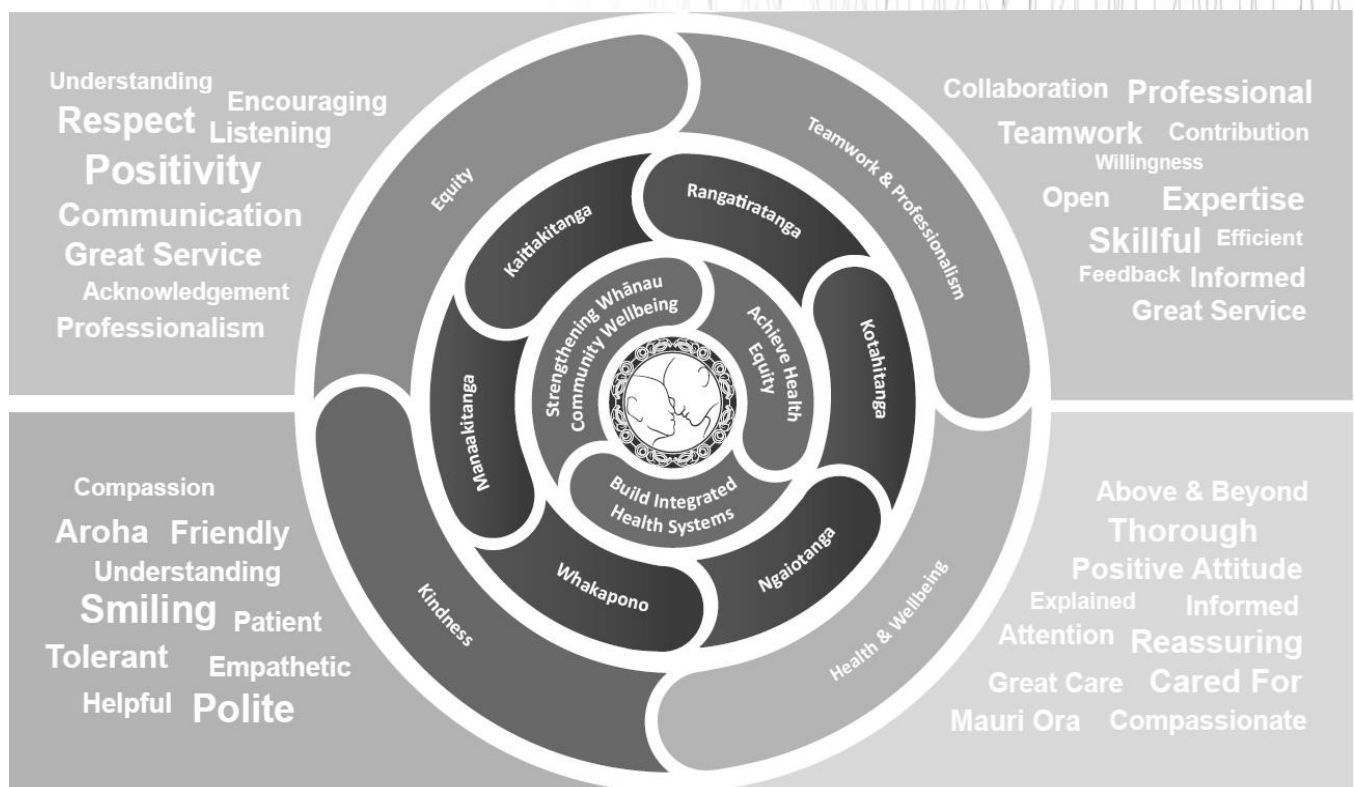 Understanding
Encouraging
Respect
Listening
Positivity
Communication
Great Service
Acknowledgement
Professionalism
Collaboration
Professional
Teamwork
Contribution
Willingness
Open
Expertise
Skillful
Efficient
Feedback
Informed
Great Service
Equity
Teamwork & Professionalism
Kaitiakitanga
Rangatiratanga
Manaakitanga
Kotahitanga
Whakapono
Ngaiotanga
Strengthening Whānau
Community Wellbeing
Achieve Health
Equity
Build Integrated
Health Systems
Kindness
Health & Wellbeing
Compassion
Aroha
Friendly
Understanding
Smiling
Patient
Tolerant
Empathetic
Helpful
Polite
Above & Beyond
Thorough
Positive Attitude
Explained
Informed
Attention
Reassuring
Great Care
Cared For
Mauri Ora
Compassionate